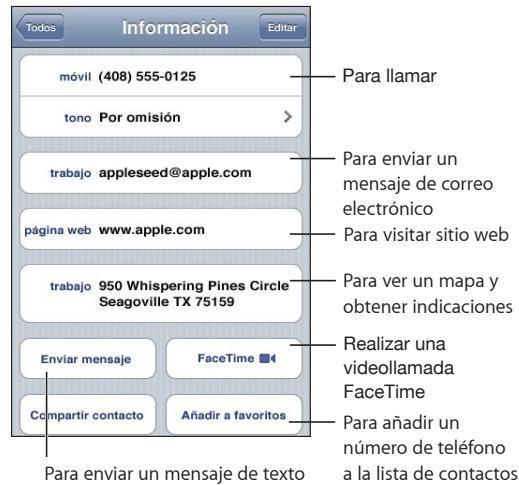 Todos Información Editar
móvil (408) 555-0125
Para llamar
tono Por omisión
trabajo appleseed@apple.com
Para enviar un
mensaje de correo
electrónico
página web www.apple.com
Para visitar sitio web
trabajo 950 Whispering Pines Circle
Seagoville TX 75159
Para ver un mapa y
obtener indicaciones
Enviar mensaje FaceTime
Realizar una
videollamada
FaceTime
Compartir contacto Añadir a favoritos
Para añadir un
número de teléfono
a la lista de contactos
Para enviar un mensaje de texto